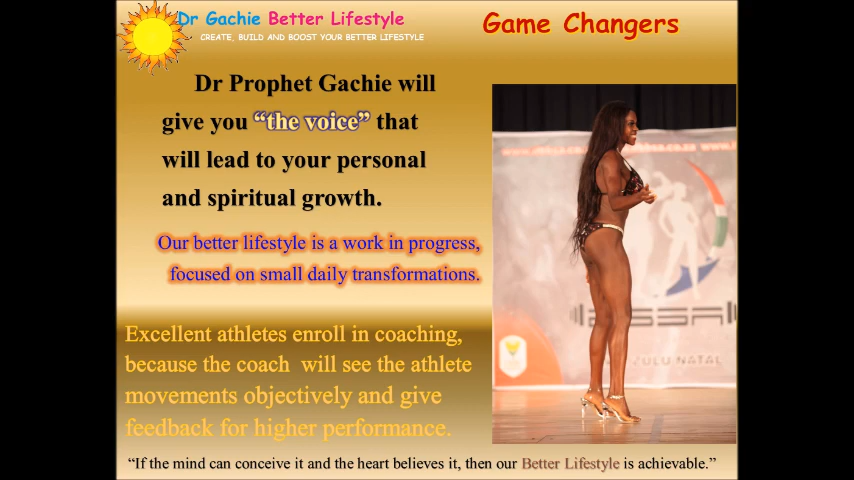 Dr Gachie Better Lifestyle
CREATE, BUILD AND BOOST YOUR BETTER LIFESTYLE
Game Changers
Dr Prophet Gachie will
give you “the voice” that
will lead to your personal
and spiritual growth.
Our better lifestyle is a work in progress,
focused on small daily transformations.
Excellent athletes enroll in coaching,
because the coach will see the athlete
movements objectively and give
feedback for higher performance.
ZULU NATAL
“If the mind can conceive it and the heart believes it, then our Better Lifestyle is achievable.”